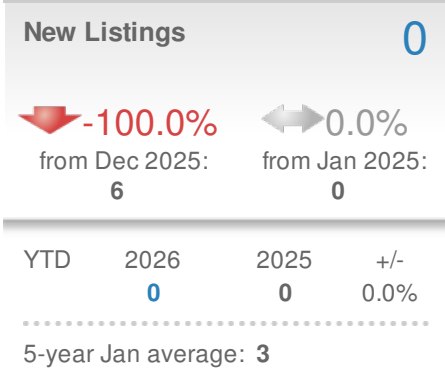 New Listings 0
-100.0% 0.0%
from Dec 2025: from Jan 2025:
6 0
YTD 2026 2025 +/-
0 0 0.0%
5-year Jan average: 3